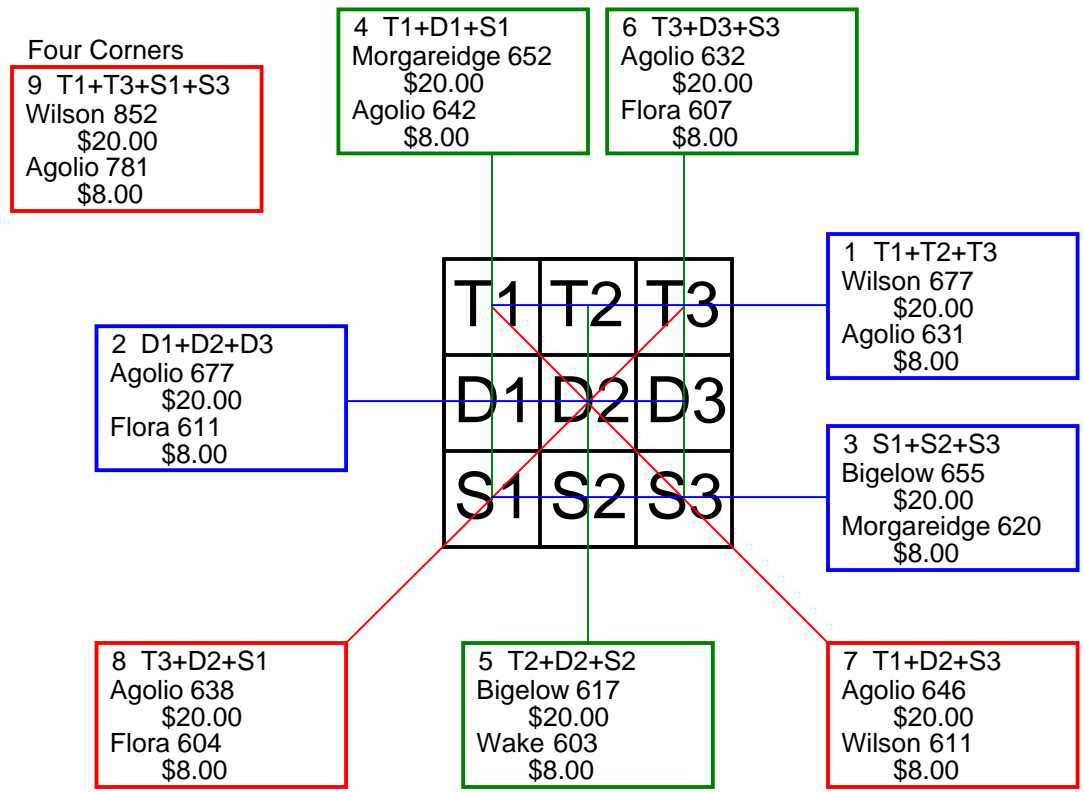 Four Corners
9 T1+T3+S1+S3
Wilson 852
$20.00
Agolio 781
$8.00
4 T1+D1+S1
Morgareidge 652
$20.00
Agolio 642
$8.00
6 T3+D3+S3
Agolio 632
$20.00
Flora 607
$8.00
1 T1+T2+T3
Wilson 677
$20.00
Agolio 631
$8.00
2 D1+D2+D3
Agolio 677
$20.00
Flora 611
$8.00
T1 T2 T3
D1 D2 D3
S1 S2 S3
3 S1+S2+S3
Bigelow 655
$20.00
Morgareidge 620
$8.00
8 T3+D2+S1
Agolio 638
$20.00
Flora 604
$8.00
5 T2+D2+S2
Bigelow 617
$20.00
Wake 603
$8.00
7 T1+D2+S3
Agolio 646
$20.00
Wilson 611
$8.00